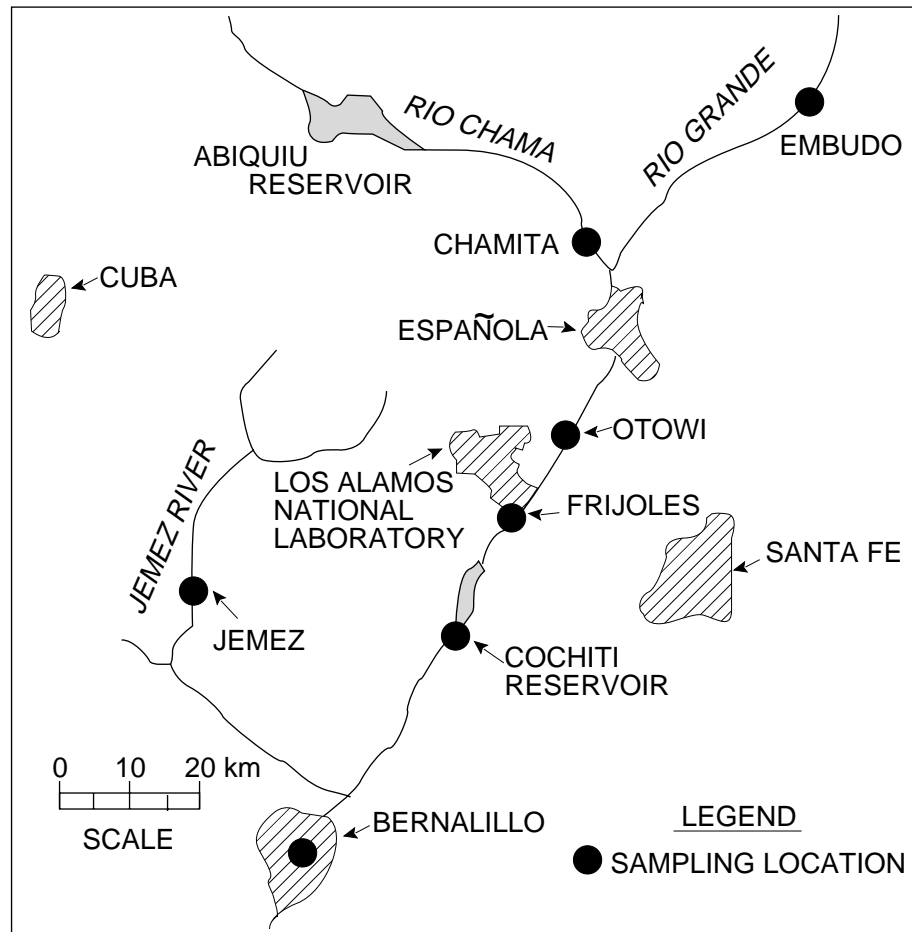 RIO CHAMA
RIO GRANDE
EMBUDO
ABIQUIU
RESERVOIR
CHAMITA
CUBA
ESPAÑOLA
OTOWI
LOS ALAMOS
NATIONAL
LABORATORY
FRIJOLES
SANTA FE
JEMEZ RIVER
JEMEZ
COCHITI
RESERVOIR
0 10 20 km
SCALE
BERNALILLO
LEGEND
SAMPLING LOCATION